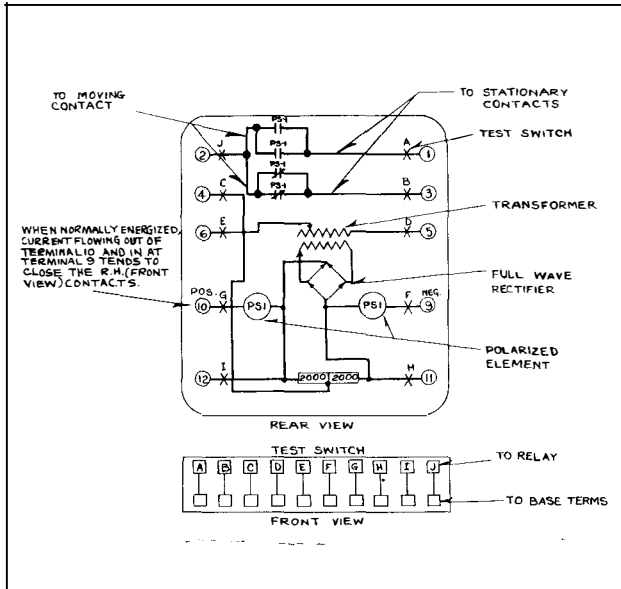 TO MOVING
CONTACT
TO STATIONARY
CONTACTS
TEST SWITCH
PS-1
PS-1
PS-1
PS-1
J
2
A
1
C
4
B
3
E
6
D
5
TRANSFORMER
WHEN NORMALLY ENERGIZED,
CURRENT FLOWING OUT OF
TERMINAL10 AND IN AT
TERMINAL 9 TENDS TO
CLOSE THE R.H.(FRONT
VIEW) CONTACTS.
FULL WAVE
RECTIFIER
POS.
G
10
PS1
PS1
F
NEG.
9
POLARIZED
ELEMENT
I
12
2000
2000
H
11
REAR VIEW
TEST SWITCH
A B C D E F G H I J
TO RELAY
TO BASE TERMS
FRONT VIEW